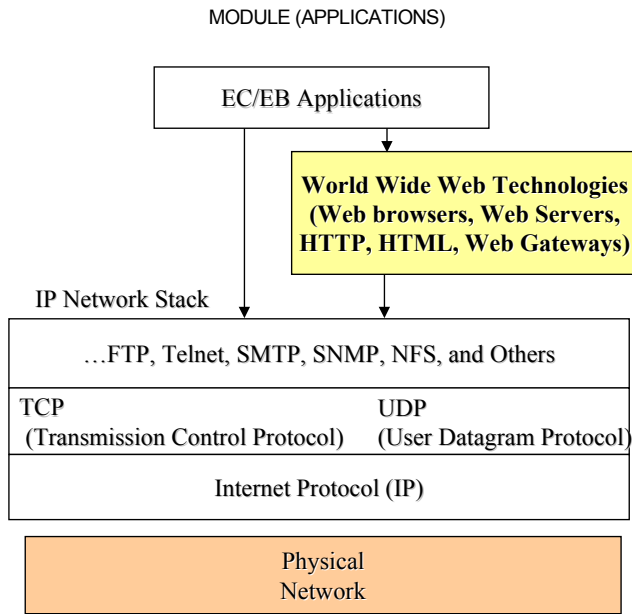 MODULE (APPLICATIONS)
EC/EB Applications
World Wide Web Technologies
(Web browsers, Web Servers,
HTTP, HTML, Web Gateways)
IP Network Stack
…FTP, Telnet, SMTP, SNMP, NFS, and Others
TCP
(Transmission Control Protocol)
UDP
(User Datagram Protocol)
Internet Protocol (IP)
Physical
Network